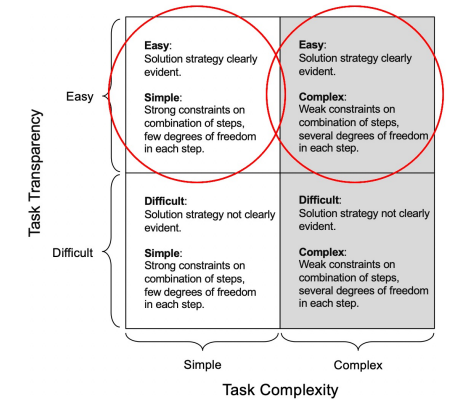 Easy:
Solution strategy clearly
evident.
Simple:
Strong constraints on
combination of steps,
few degrees of freedom
in each step.
Easy:
Solution strategy clearly
evident.
Complex:
Weak constraints on
combination of steps,
several degrees of freedom
in each step.
Difficult:
Solution strategy not clearly
evident.
Simple:
Strong constraints on
combination of steps,
few degrees of freedom
in each step.
Difficult:
Solution strategy not clearly
evident.
Complex:
Weak constraints on
combination of steps,
several degrees of freedom
in each step.
Task Transparency
Easy
Difficult
Simple
Complex
Task Complexity